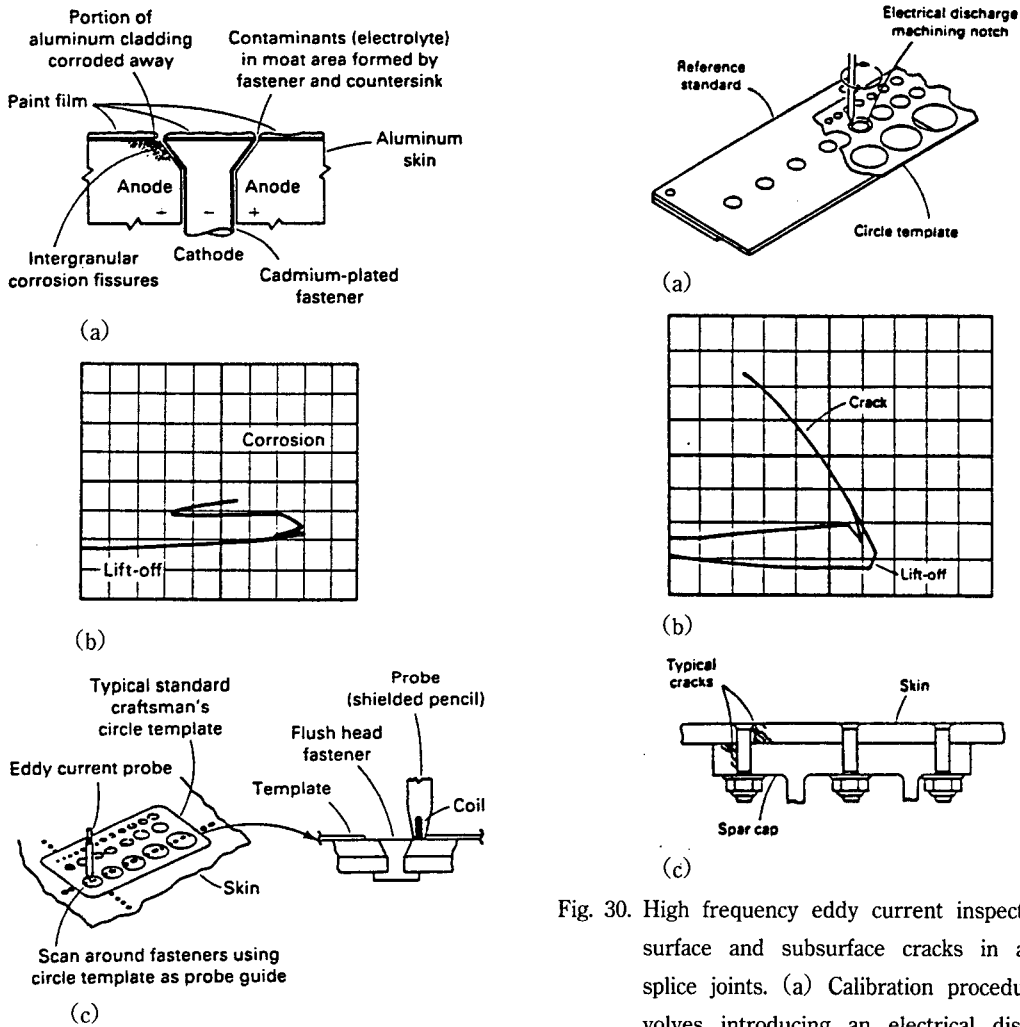 Portion of
aluminum cladding
corroded away
Contaminants (electrolyte)
in moat area formed by
fastener and countersink
Paint film
Aluminum
skin
Anode
Anode
+
−
+
Cathode
Intergranular
corrosion fissures
Cadmium-plated
fastener
(a)
Corrosion
Lift-off
(b)
Typical standard
craftsman's
circle template
Probe
(shielded pencil)
Flush head
fastener
Eddy current probe
Template
Coil
Skin
Scan around fasteners using
circle template as probe guide
(c)
Electrical discharge
machining notch
Reference
standard
Circle template
(a)
Crack
Lift-off
(b)
Typical
cracks
Skin
Spar cap
(c)
Fig. 30. High frequency eddy current inspect
surface and subsurface cracks in a
splice joints. (a) Calibration procedu
volves introducing an electrical dis